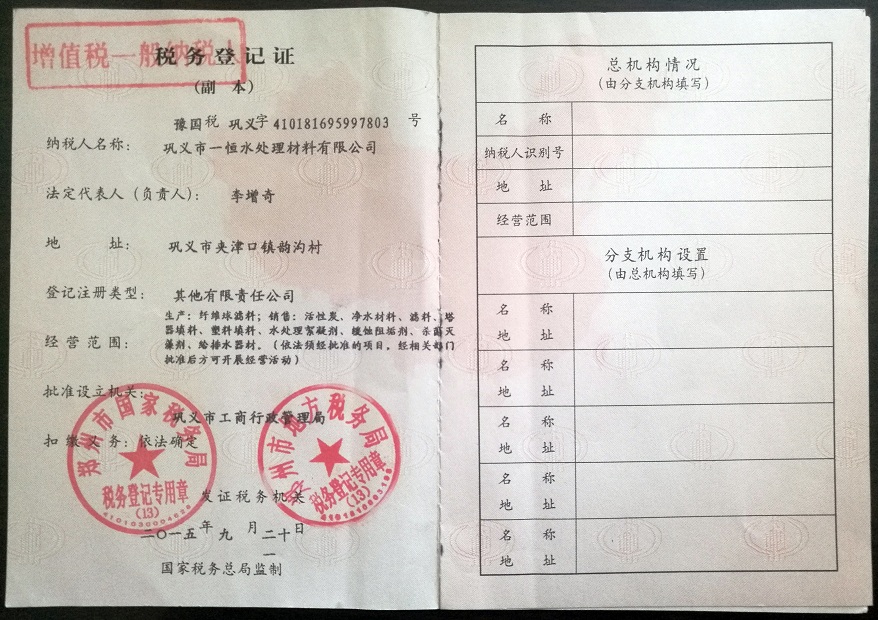 增值税一般纳税人
税务登记证
(副 本)
豫国税 巩义字 410181695997803 号
纳税人名称: 巩义市一恒水处理材料有限公司
法定代表人(负责人): 李增奇
地 址: 巩义市夹津口镇韵沟村
登记注册类型: 其他有限责任公司
生产:纤维球滤料;销售:活性炭、净水材料、滤料、塔
器填料、塑料填料、水处理絮凝剂、缓蚀阻垢剂、杀菌灭
经营范围: 藻剂、给排水器材。(依法须经批准的项目,经相关部门
批准后方可开展经营活动)
批准设立机关:
巩义市工商行政管理局
扣缴义务: 依法确定
郑州市国家税务局
税务登记专用章
(13)
4101030004028
郑州市地方税务局
税务登记专用章
(13)
发证税务机关
二〇一五年 九 月 二十一日
国家税务总局监制
总机构情况
(由分支机构填写)
名 称
纳税人识别号
地 址
经营范围
分支机构设置
(由总机构填写)
名 称
地 址
名 称
地 址
名 称
地 址
名 称
地 址
名 称
地 址